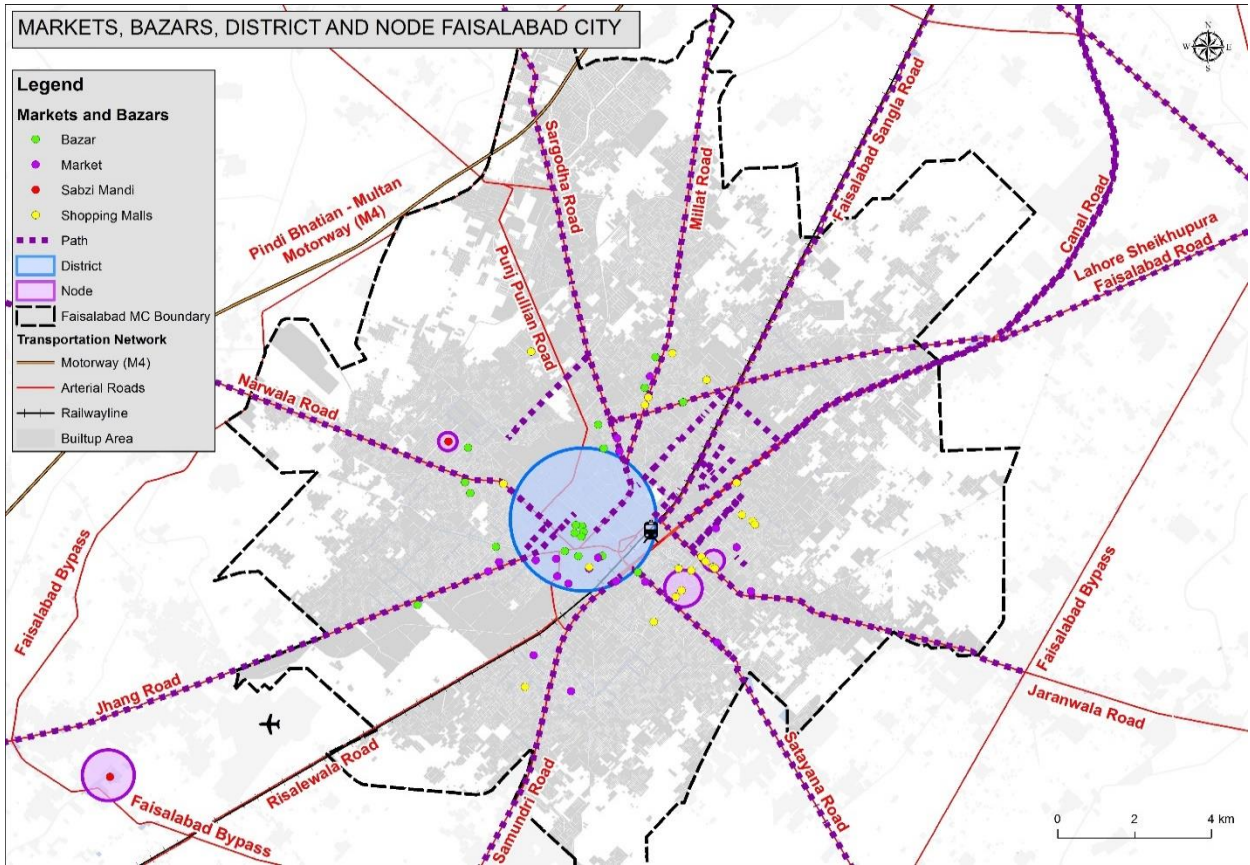 MARKETS, BAZARS, DISTRICT AND NODE FAISALABAD CITY
N
W
E
S
Legend
Markets and Bazars
Bazar
Market
Sabzi Mandi
Shopping Malls
Path
District
Node
Faisalabad MC Boundary
Transportation Network
Motorway (M4)
Arterial Roads
Railwayline
Builtup Area
Pindi Bhatian - Multan
Motorway (M4)
Sargodha Road
Millat Road
Faisalabad Sangla Road
Canal Road
Lahore Sheikhupura
Faisalabad Road
Punj Pullian Road
Narwala Road
Faisalabad Bypass
Jhang Road
Faisalabad Bypass
Risalewala Road
Samundri Road
Satayana Road
Faisalabad Bypass
Jaranwala Road
0
2
4 km